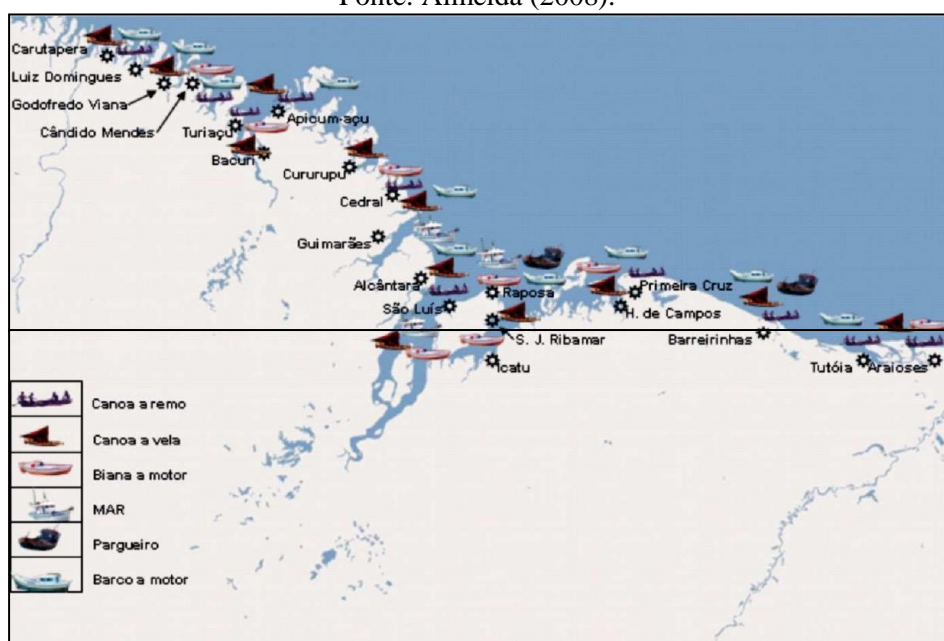 Fonte: Almeida (2008).
Carutapera
Luiz Domingues
Godofredo Viana
Cândido Mendes
Turiaçu
Apicum-açu
Bacuri
Cururupu
Cedral
Guimarães
Alcântara
Raposa
Primeira Cruz
São Luís
H. de Campos
S. J. Ribamar
Barreirinhas
Icatu
Tutóia
Araioses
Canoa a remo
Canoa a vela
Biana a motor
MAR
Pargueiro
Barco a motor